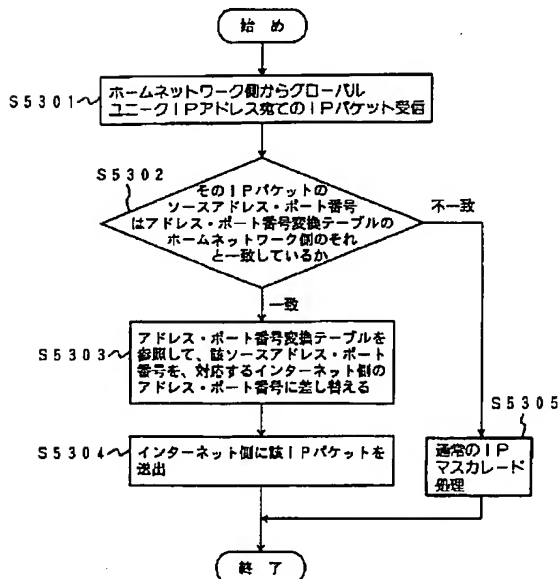 始め
S5301
ホームネットワーク側からグローバル
ユニークIPアドレス宛てのIPパケット受信
S5302
そのIPパケットの
ソースアドレス・ポート番号
はアドレス・ポート番号変換テーブルの
ホームネットワーク側のそれ
と一致しているか
不一致
一致
S5303
アドレス・ポート番号変換テーブルを
参照して、該ソースアドレス・ポート
番号を、対応するインターネット側の
アドレス・ポート番号に差し替える
S5305
通常のIP
マスカレード
処理
S5304
インターネット側に該IPパケットを
送出
終了